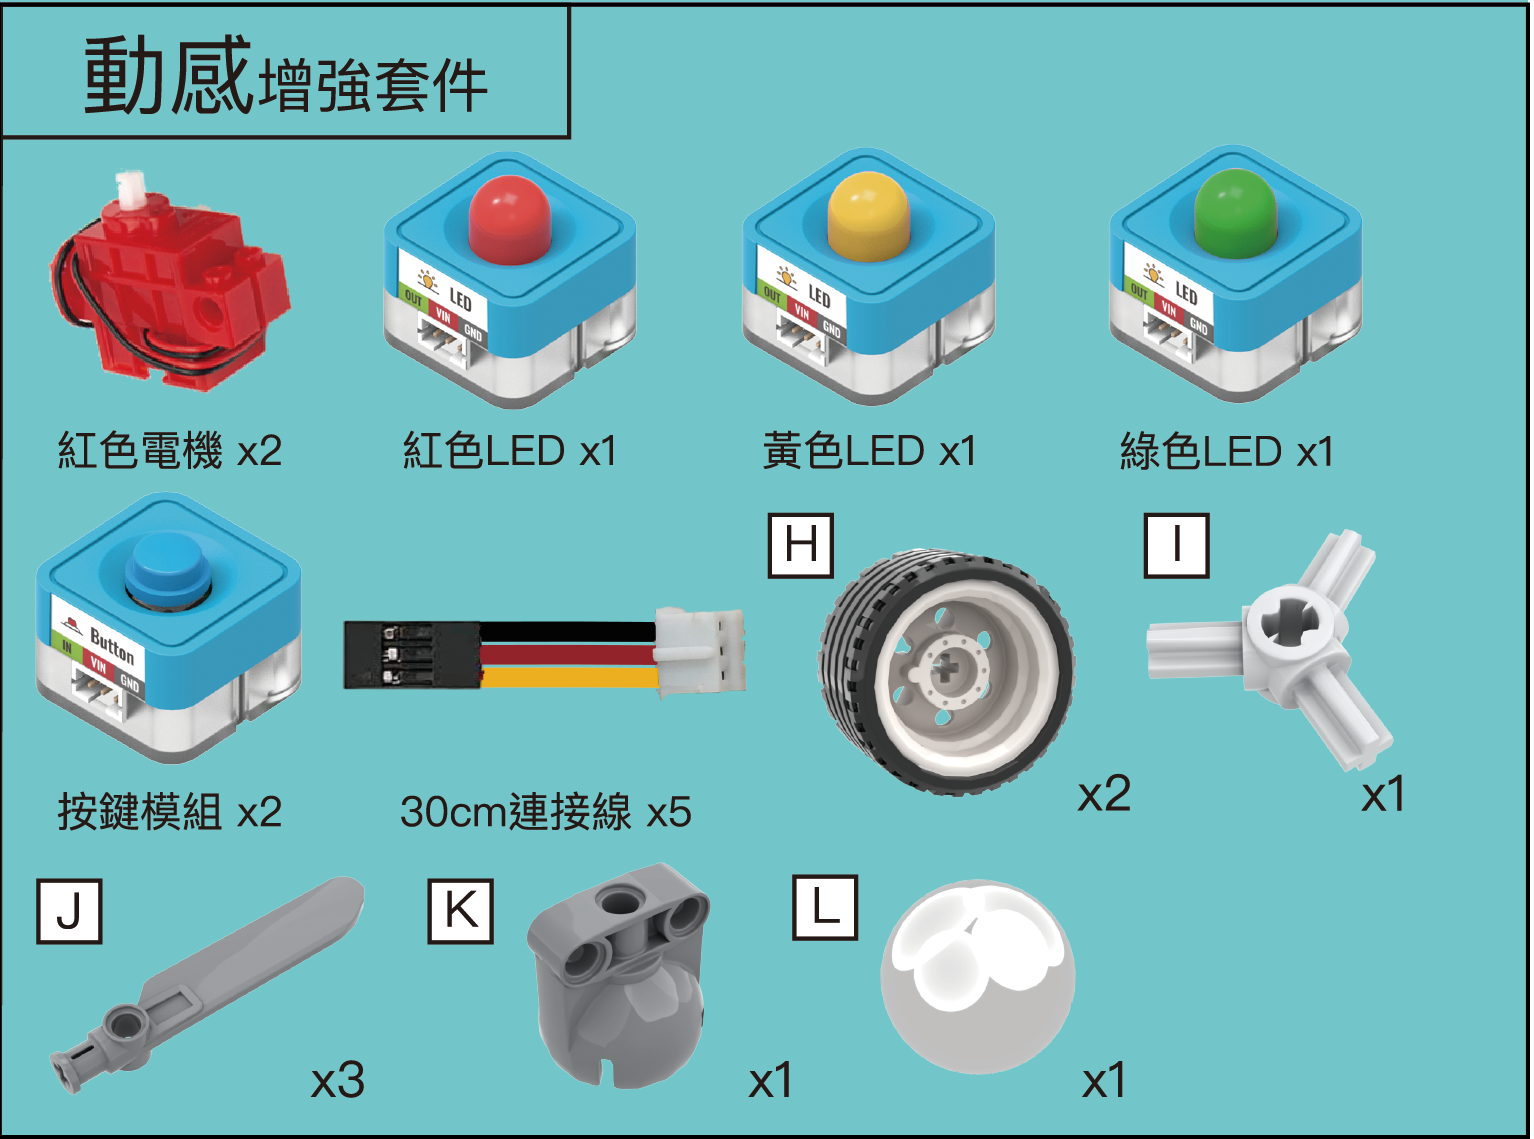 動感增強套件
LED
OUT
VIN
GND
LED
OUT
VIN
GND
LED
OUT
VIN
GND
紅色電機 x2
紅色LED x1
黃色LED x1
綠色LED x1
Button
IN
VIN
GND
H
I
x2
x1
按鍵模組 x2
30cm連接線 x5
J
K
L
x3
x1
x1